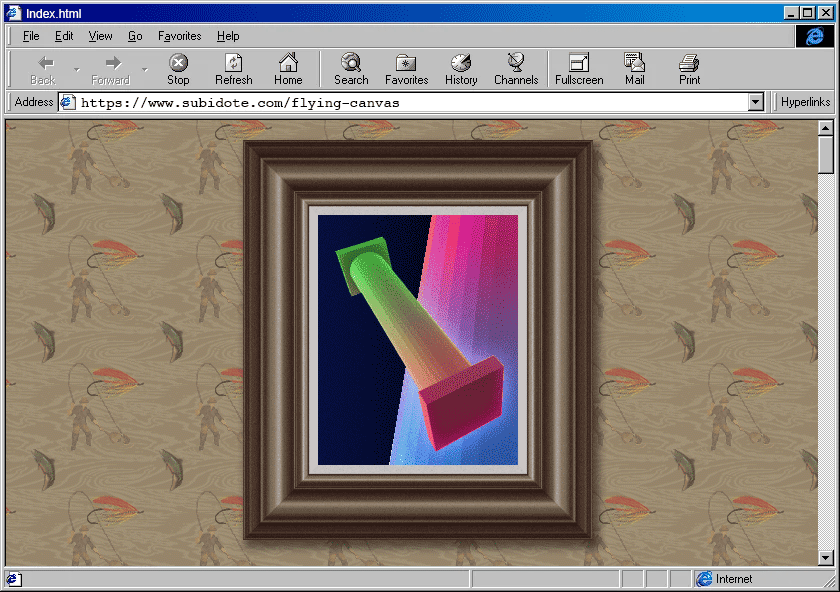 Index.html
File Edit View Go Favorites Help
Back Forward Stop Refresh Home Search Favorites History Channels Fullscreen Mail Print
Address https://www.subidote.com/flying-canvas Hyperlinks
Internet